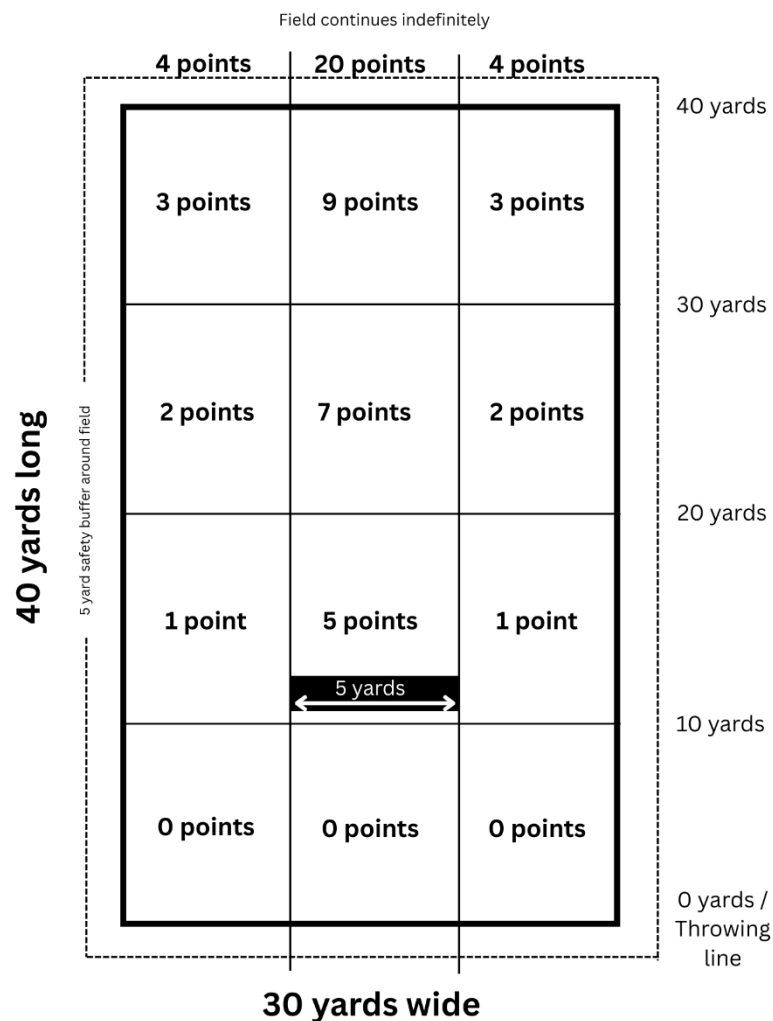 Field continues indefinitely
4 points 20 points 4 points
40 yards
3 points 9 points 3 points
30 yards
2 points 7 points 2 points
40 yards long
5 yard safety buffer around field
20 yards
1 point 5 points 1 point
5 yards
10 yards
0 points 0 points 0 points
0 yards /
Throwing
line
30 yards wide